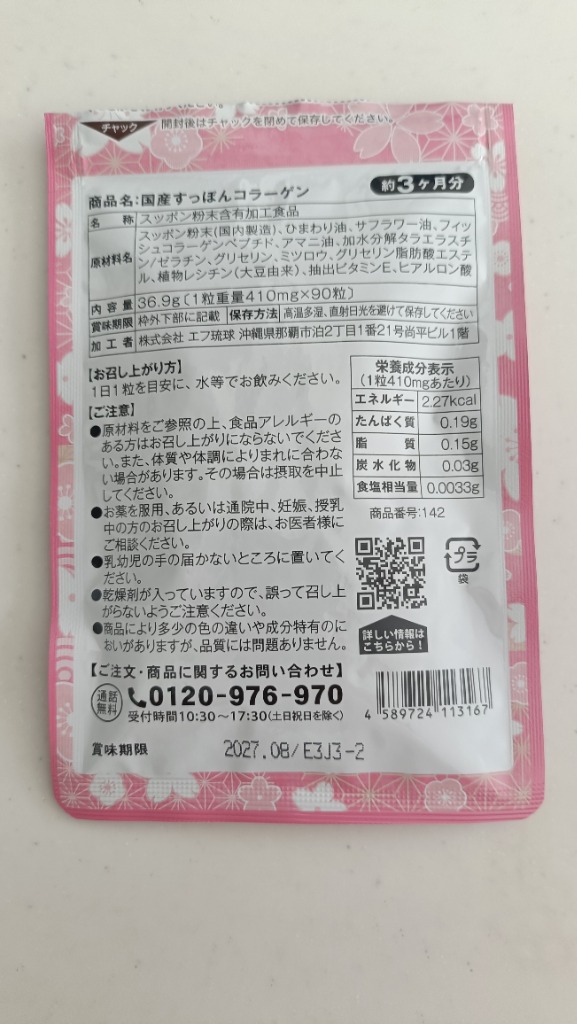 チャック 開封後はチャックを閉めて保存してください。
商品名:国産すっぽんコラーゲン 約3ヶ月分
名称 スッポン粉末含有加工食品
原材料名 スッポン粉末(国内製造)、ひまわり油、サフラワー油、フィッ
シュコラーゲンペプチド、アマニ油、加水分解タラエラスチ
ン/ゼラチン、グリセリン、ミツロウ、グリセリン脂肪酸エステ
ル、植物レシチン(大豆由来)、抽出ビタミンE、ヒアルロン酸
内容量 36.9g(1粒重量410mg×90粒)
賞味期限 枠外下部に記載 保存方法 高温多湿、直射日光を避けて保存してください
加工者 株式会社 エフ琉球 沖縄県那覇市泊2丁目1番21号尚平ビル1階
【お召し上がり方】
1日1粒を目安に、水等でお飲みください。
【ご注意】
●原材料をご参照の上、食品アレルギーの
ある方はお召し上がりにならないでくださ
い。また、体質や体調によりまれに合わな
い場合があります。その場合は摂取を中止
してください。
●お薬を服用、あるいは通院中、妊娠、授乳
中の方のお召し上がりの際は、お医者様に
ご相談ください。
●乳幼児の手の届かないところに置いてく
ださい。
●乾燥剤が入っていますので、誤って召し上
がらないようご注意ください。
●商品により多少の色の違いや成分特有のに
おいがありますが、品質には問題ありません。
栄養成分表示
(1粒410mgあたり)
エネルギー 2.27kcal
たんぱく質 0.19g
脂質 0.15g
炭水化物 0.03g
食塩相当量 0.0033g
商品番号:142
プラ
袋
詳しい情報は
こちらから!
【ご注文・商品に関するお問い合わせ】
通話無料 0120-976-970
受付時間10:30~17:30(土日祝日を除く)
4 589724 113167
賞味期限 2027.08/E3J3-2